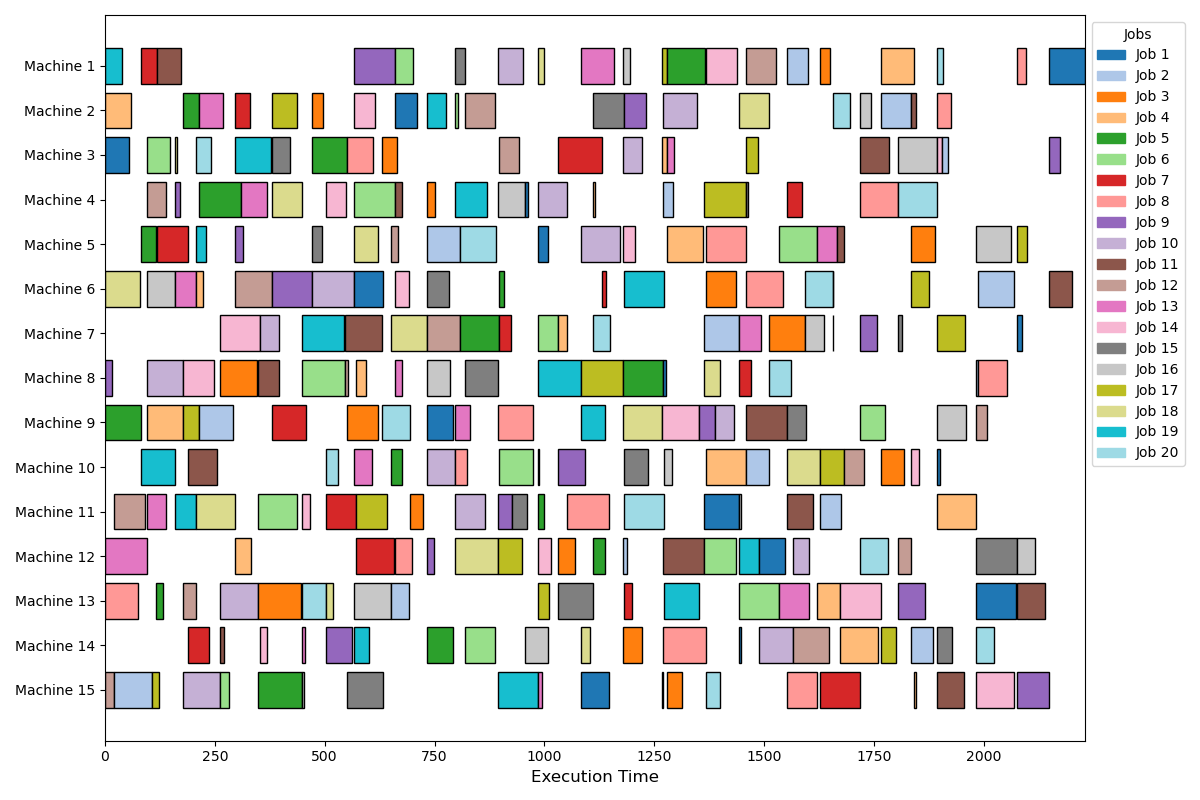 Machine 1
Machine 2
Machine 3
Machine 4
Machine 5
Machine 6
Machine 7
Machine 8
Machine 9
Machine 10
Machine 11
Machine 12
Machine 13
Machine 14
Machine 15
0 250 500 750 1000 1250 1500 1750 2000
Execution Time
Jobs
Job 1
Job 2
Job 3
Job 4
Job 5
Job 6
Job 7
Job 8
Job 9
Job 10
Job 11
Job 12
Job 13
Job 14
Job 15
Job 16
Job 17
Job 18
Job 19
Job 20